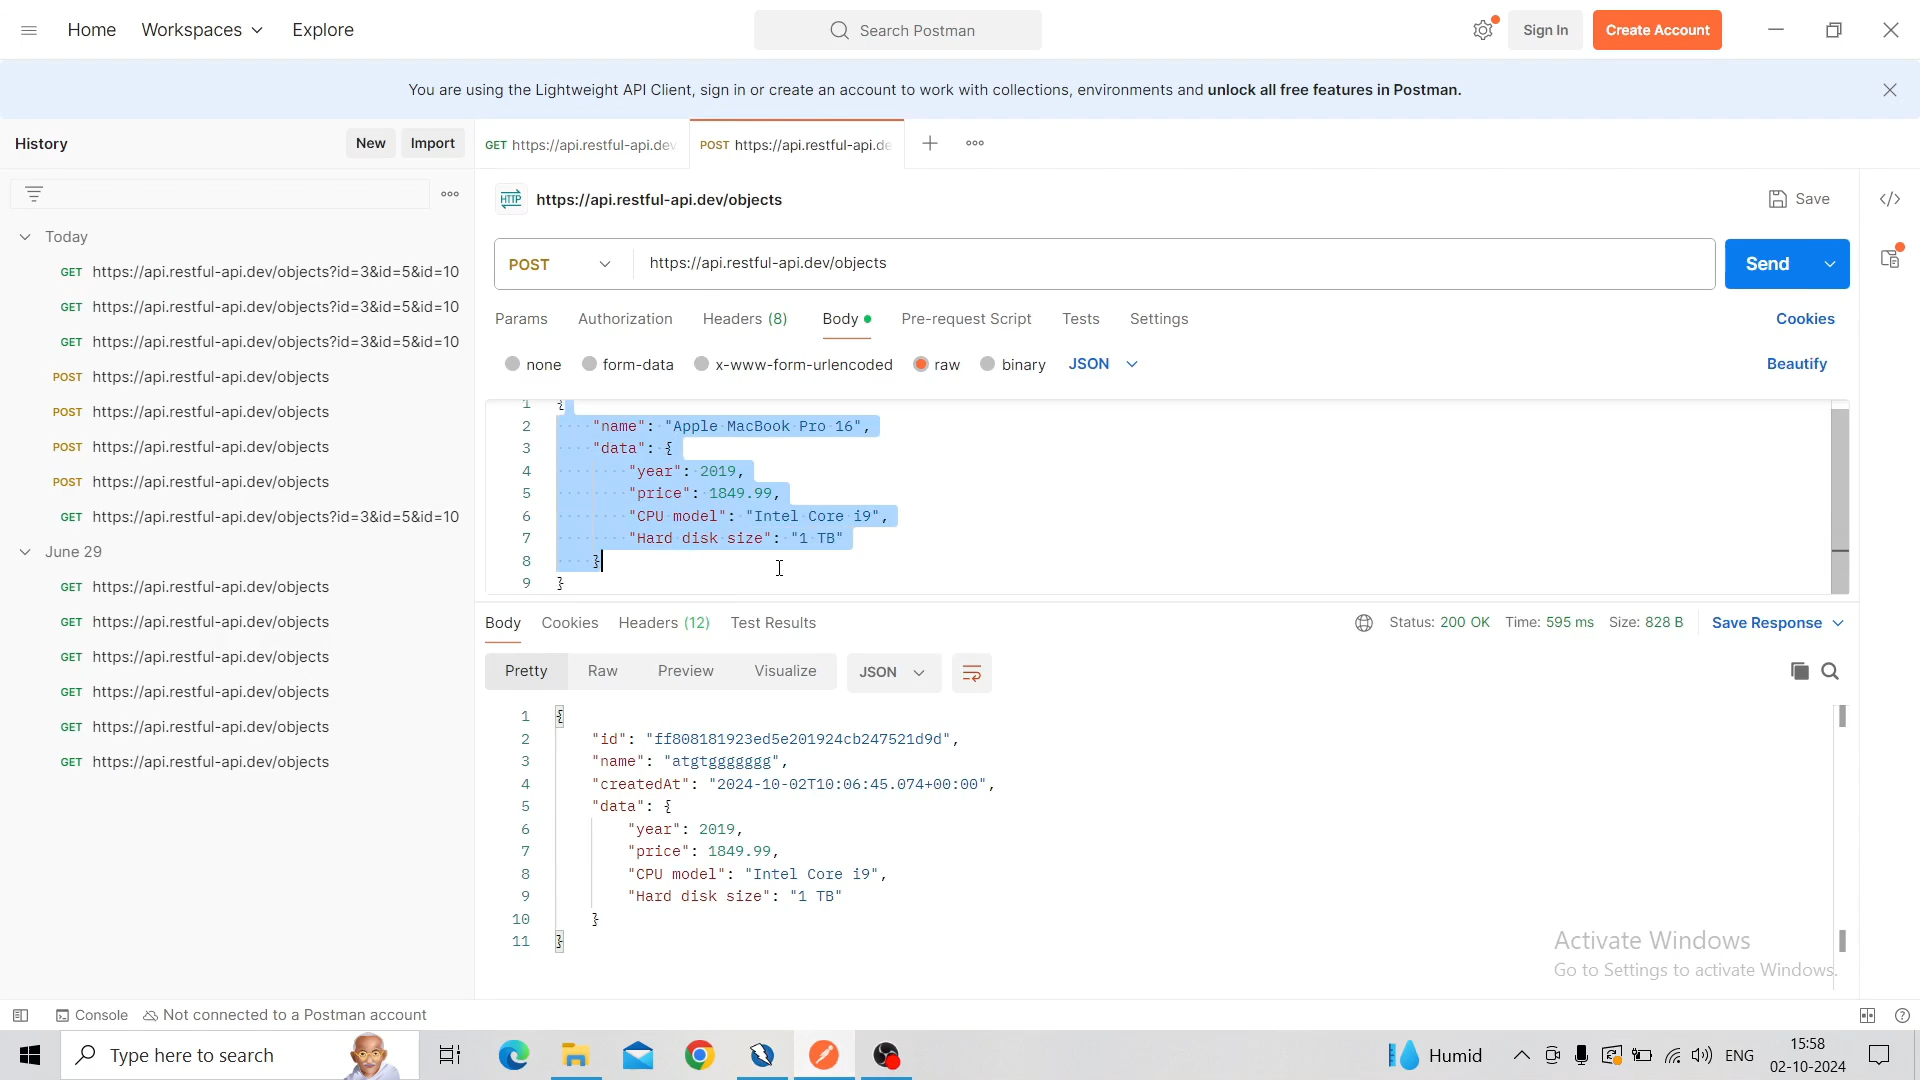 Home Workspaces Explore
Search Postman
Sign In Create Account
You are using the Lightweight API Client, sign in or create an account to work with collections, environments and unlock all free features in Postman.
History New Import
GET https://api.restful-api.dev
POST https://api.restful-api.de
Today
GET https://api.restful-api.dev/objects?id=3&id=5&id=10
GET https://api.restful-api.dev/objects?id=3&id=5&id=10
GET https://api.restful-api.dev/objects?id=3&id=5&id=10
POST https://api.restful-api.dev/objects
POST https://api.restful-api.dev/objects
POST https://api.restful-api.dev/objects
POST https://api.restful-api.dev/objects
GET https://api.restful-api.dev/objects?id=3&id=5&id=10
June 29
GET https://api.restful-api.dev/objects
GET https://api.restful-api.dev/objects
GET https://api.restful-api.dev/objects
GET https://api.restful-api.dev/objects
GET https://api.restful-api.dev/objects
GET https://api.restful-api.dev/objects
HTTP https://api.restful-api.dev/objects
Save
POST https://api.restful-api.dev/objects
Send
Params Authorization Headers (8) Body Pre-request Script Tests Settings Cookies
none form-data x-www-form-urlencoded raw binary JSON Beautify
1 {
2 "name": "Apple MacBook Pro 16",
3 "data": {
4 "year": 2019,
5 "price": 1849.99,
6 "CPU model": "Intel Core i9",
7 "Hard disk size": "1 TB"
8 }
9 }
Body Cookies Headers (12) Test Results Status: 200 OK Time: 595 ms Size: 828 B Save Response
Pretty Raw Preview Visualize JSON
1 {
2 "id": "ff808181923ed5e201924cb247521d9d",
3 "name": "atgtggggggg",
4 "createdAt": "2024-10-02T10:06:45.074+00:00",
5 "data": {
6 "year": 2019,
7 "price": 1849.99,
8 "CPU model": "Intel Core i9",
9 "Hard disk size": "1 TB"
10 }
11 }
Activate Windows
Go to Settings to activate Windows.
Console Not connected to a Postman account
Type here to search
Humid
ENG
15:58
02-10-2024